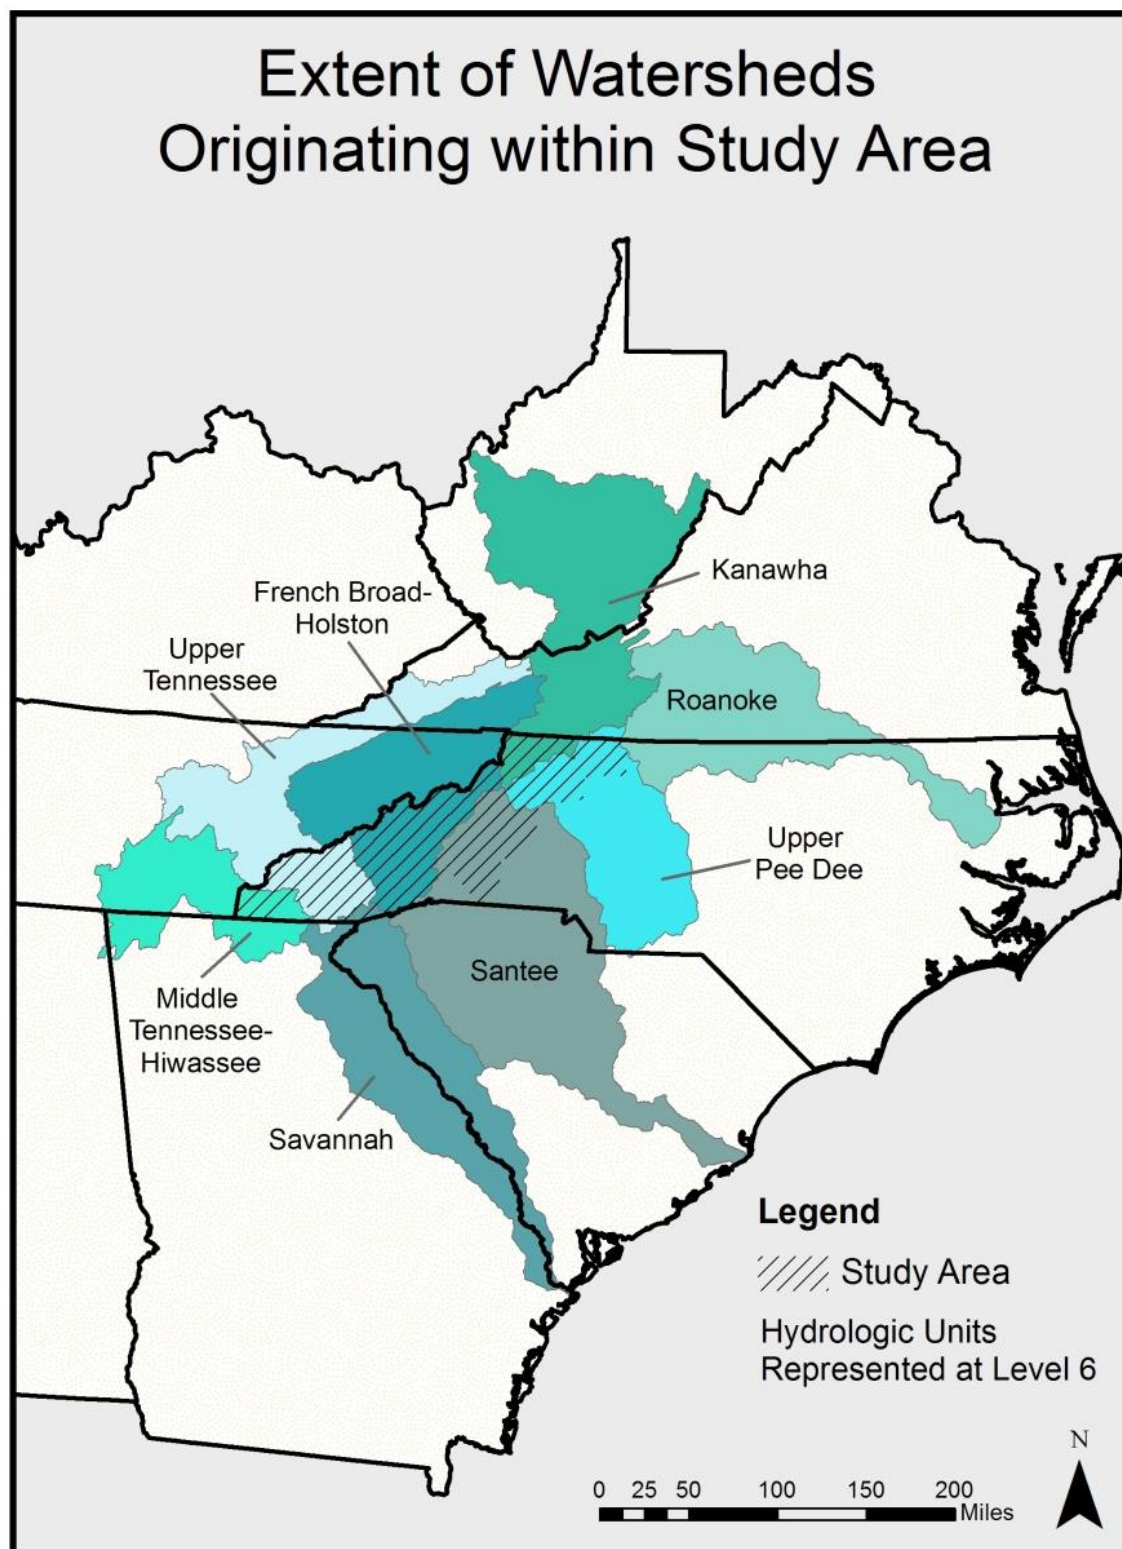 Extent of Watersheds
Originating within Study Area
Kanawha
French Broad-
Holston
Upper
Tennessee
Roanoke
Upper
Pee Dee
Santee
Middle
Tennessee-
Hiwassee
Savannah
Legend
Study Area
Hydrologic Units
Represented at Level 6
N
0 25 50 100 150 200
Miles